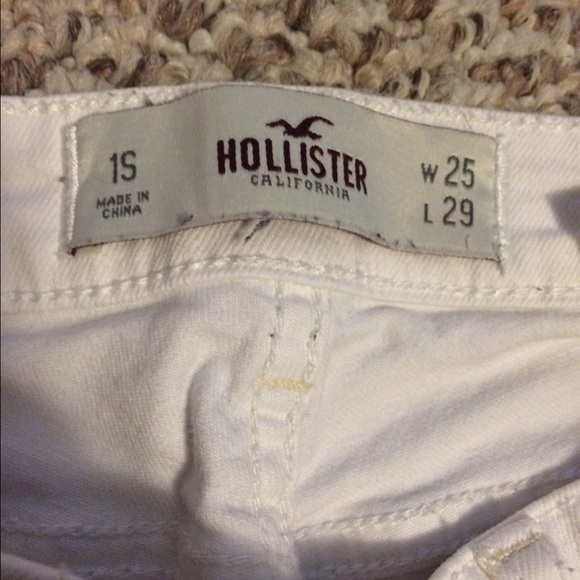 1S
MADE IN
CHINA
HOLLISTER
CALIFORNIA
W 25
L 29